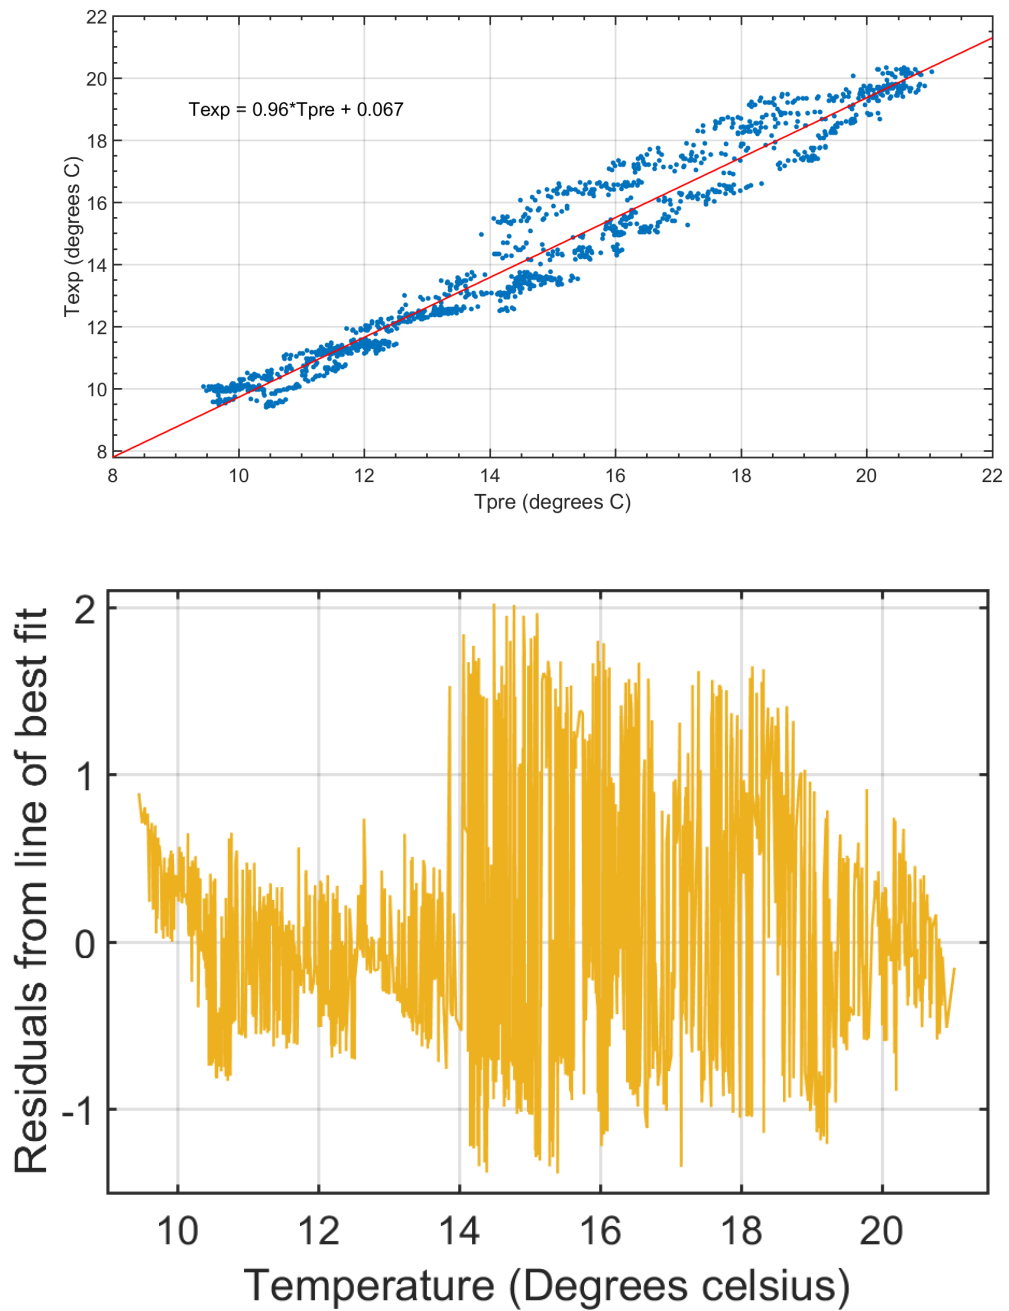 22
20
18
16
14
12
10
8
Texp (degrees C)
Texp = 0.96*Tpre + 0.067
8 10 12 14 16 18 20 22
Tpre (degrees C)
2
1
0
-1
Residuals from line of best fit
10 12 14 16 18 20
Temperature (Degrees celsius)